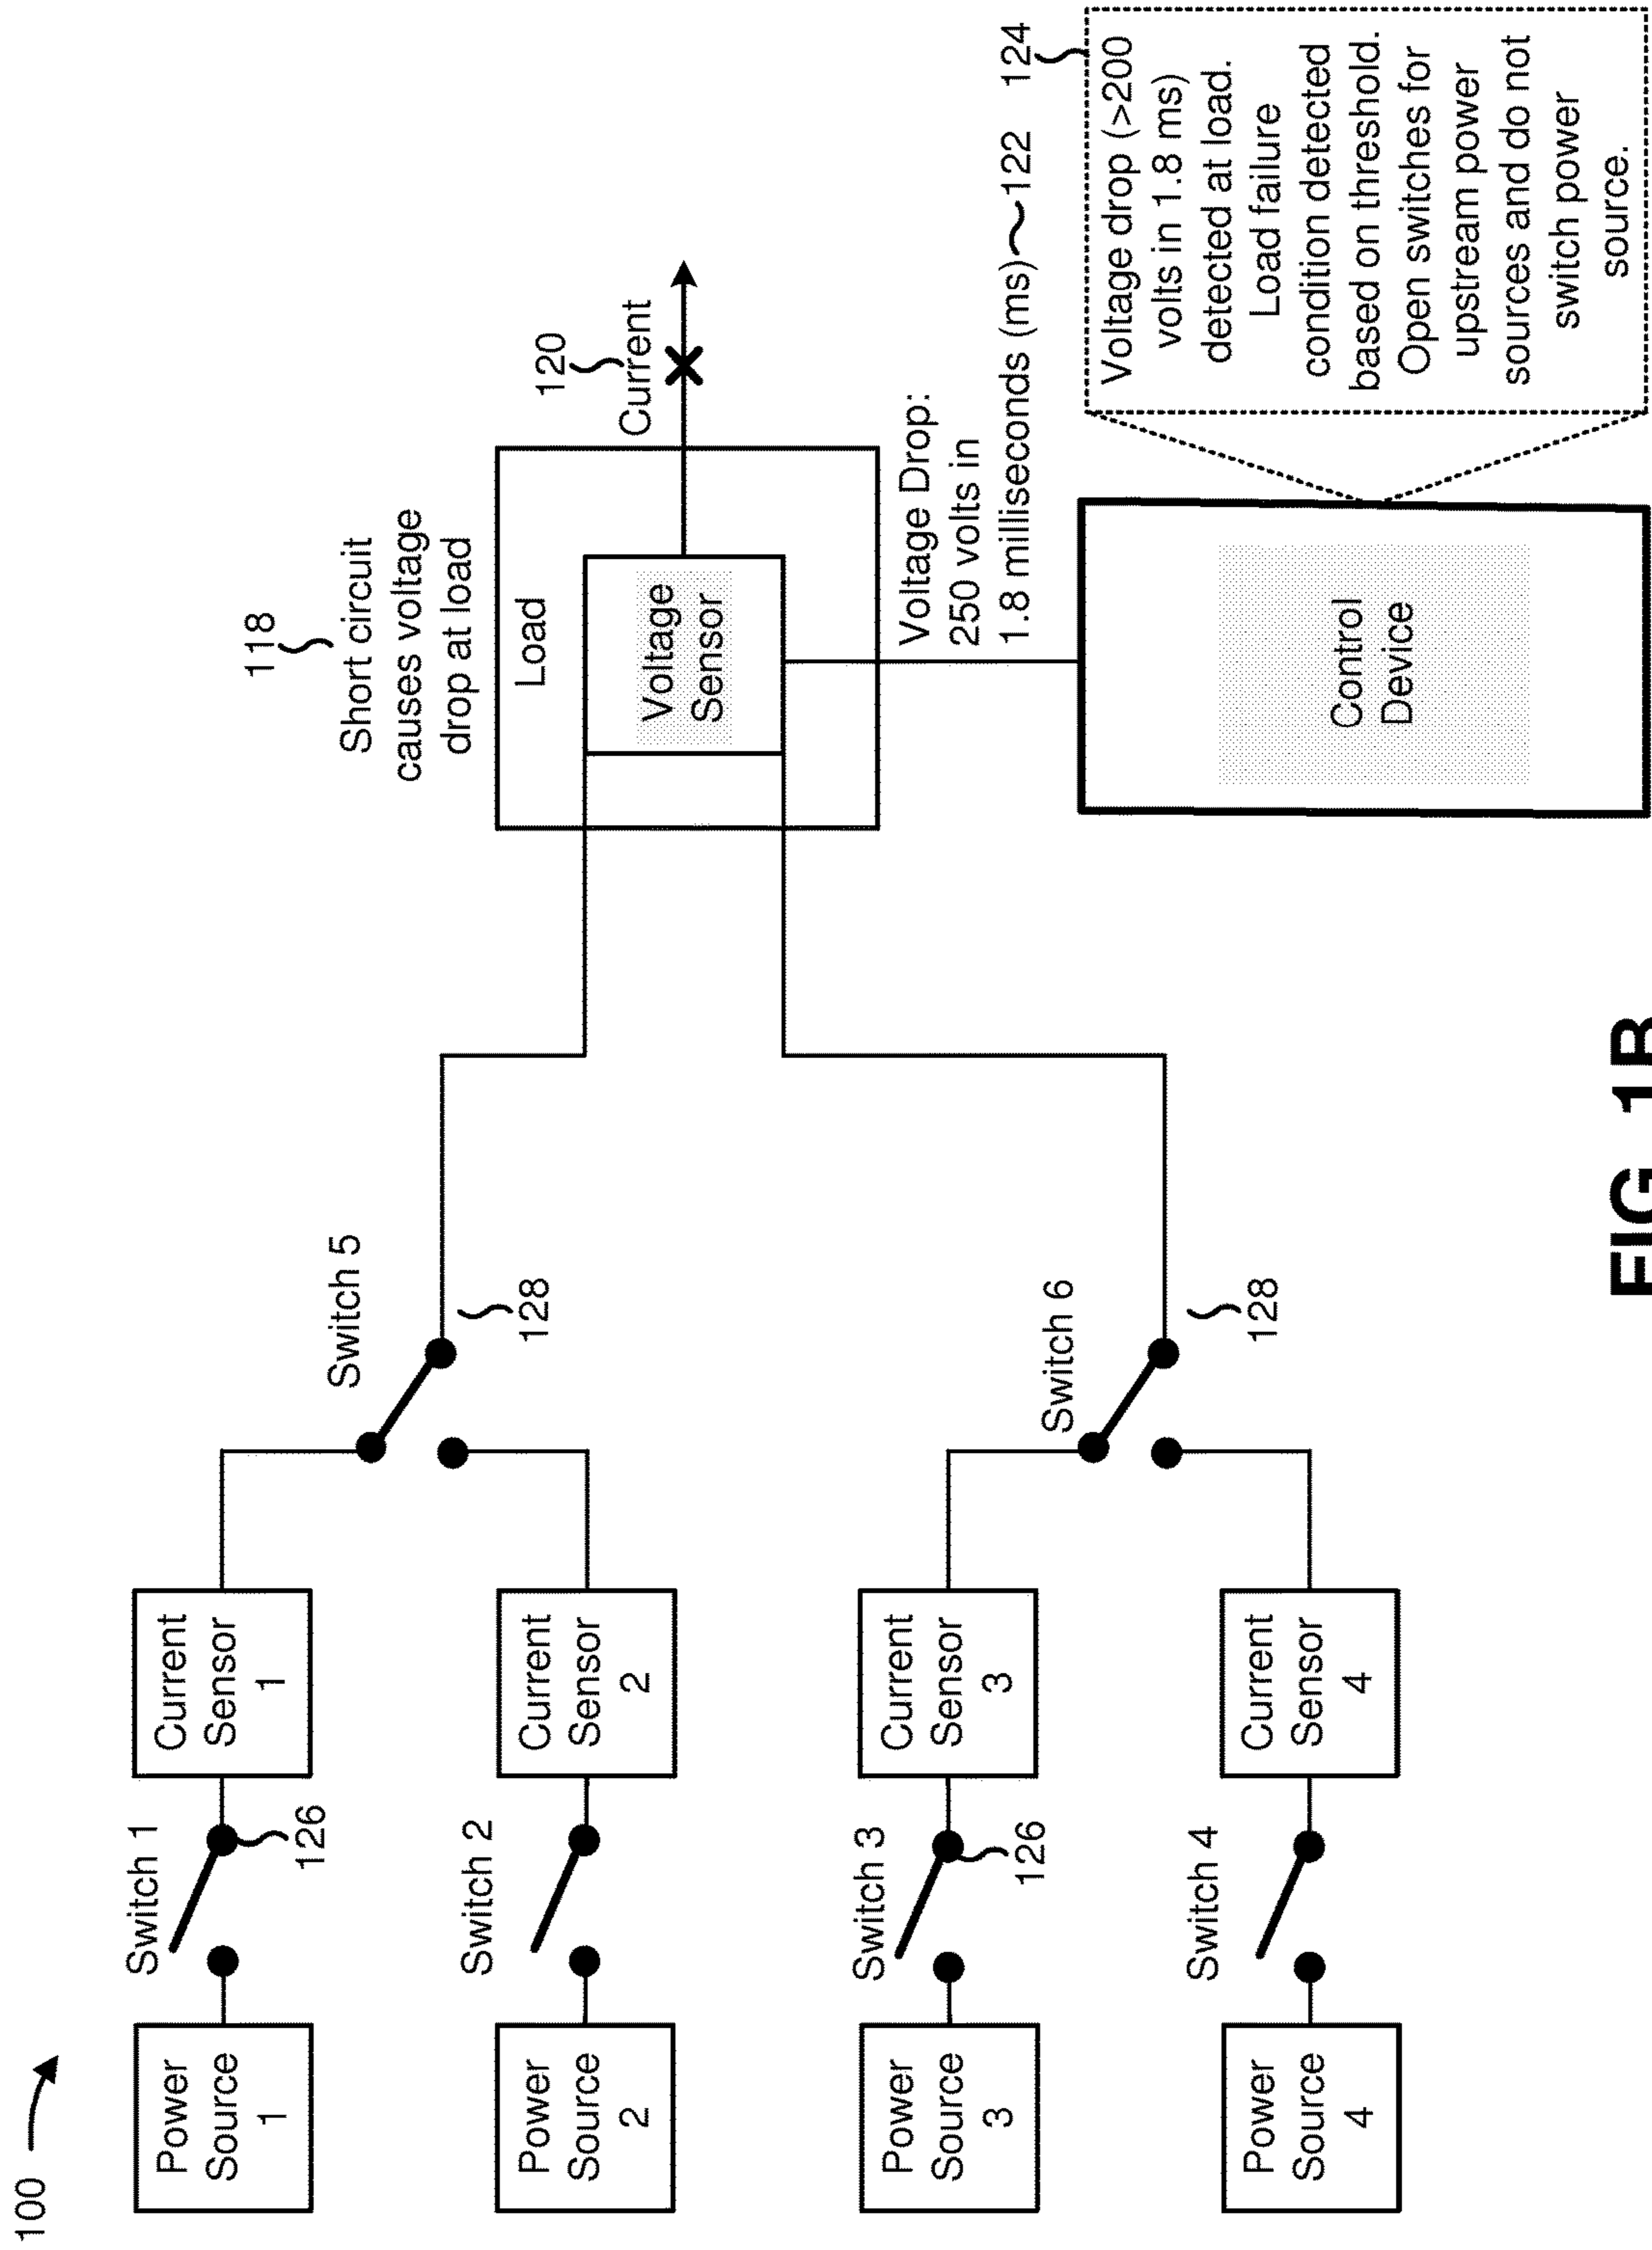 100
Power
Source
1
Switch 1
126
Current
Sensor
1
Power
Source
2
Switch 2
Current
Sensor
2
Switch 5
128
Power
Source
3
Switch 3
126
Current
Sensor
3
Power
Source
4
Switch 4
Current
Sensor
4
Switch 6
128
118
Short circuit
causes voltage
drop at load
Load
Voltage
Sensor
120
Current
Voltage Drop:
250 volts in
1.8 milliseconds (ms)
122
Control
Device
124
Voltage drop (>200
volts in 1.8 ms)
detected at load.
Load failure
condition detected
based on threshold.
Open switches for
upstream power
sources and do not
switch power
source.
FIG. 1B